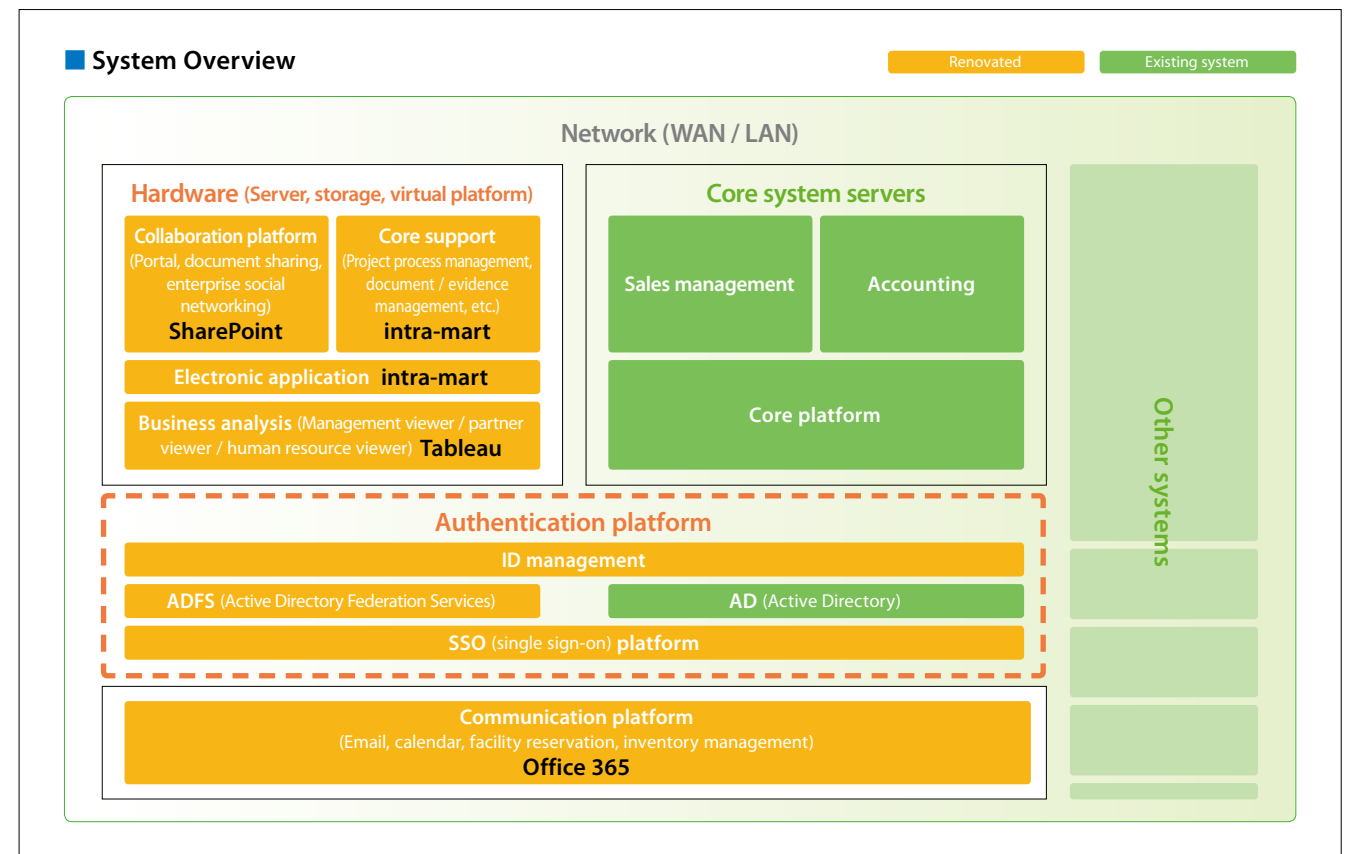 System Overview
Renovated
Existing system
Network (WAN / LAN)
Hardware (Server, storage, virtual platform)
Collaboration platform
(Portal, document sharing,
enterprise social
networking)
SharePoint
Core support
(Project process management,
document / evidence
management, etc.)
intra-mart
Electronic application intra-mart
Business analysis (Management viewer / partner
viewer / human resource viewer) Tableau
Core system servers
Sales management
Accounting
Core platform
Other systems
Authentication platform
ID management
ADFS (Active Directory Federation Services)
AD (Active Directory)
SSO (single sign-on) platform
Communication platform
(Email, calendar, facility reservation, inventory management)
Office 365